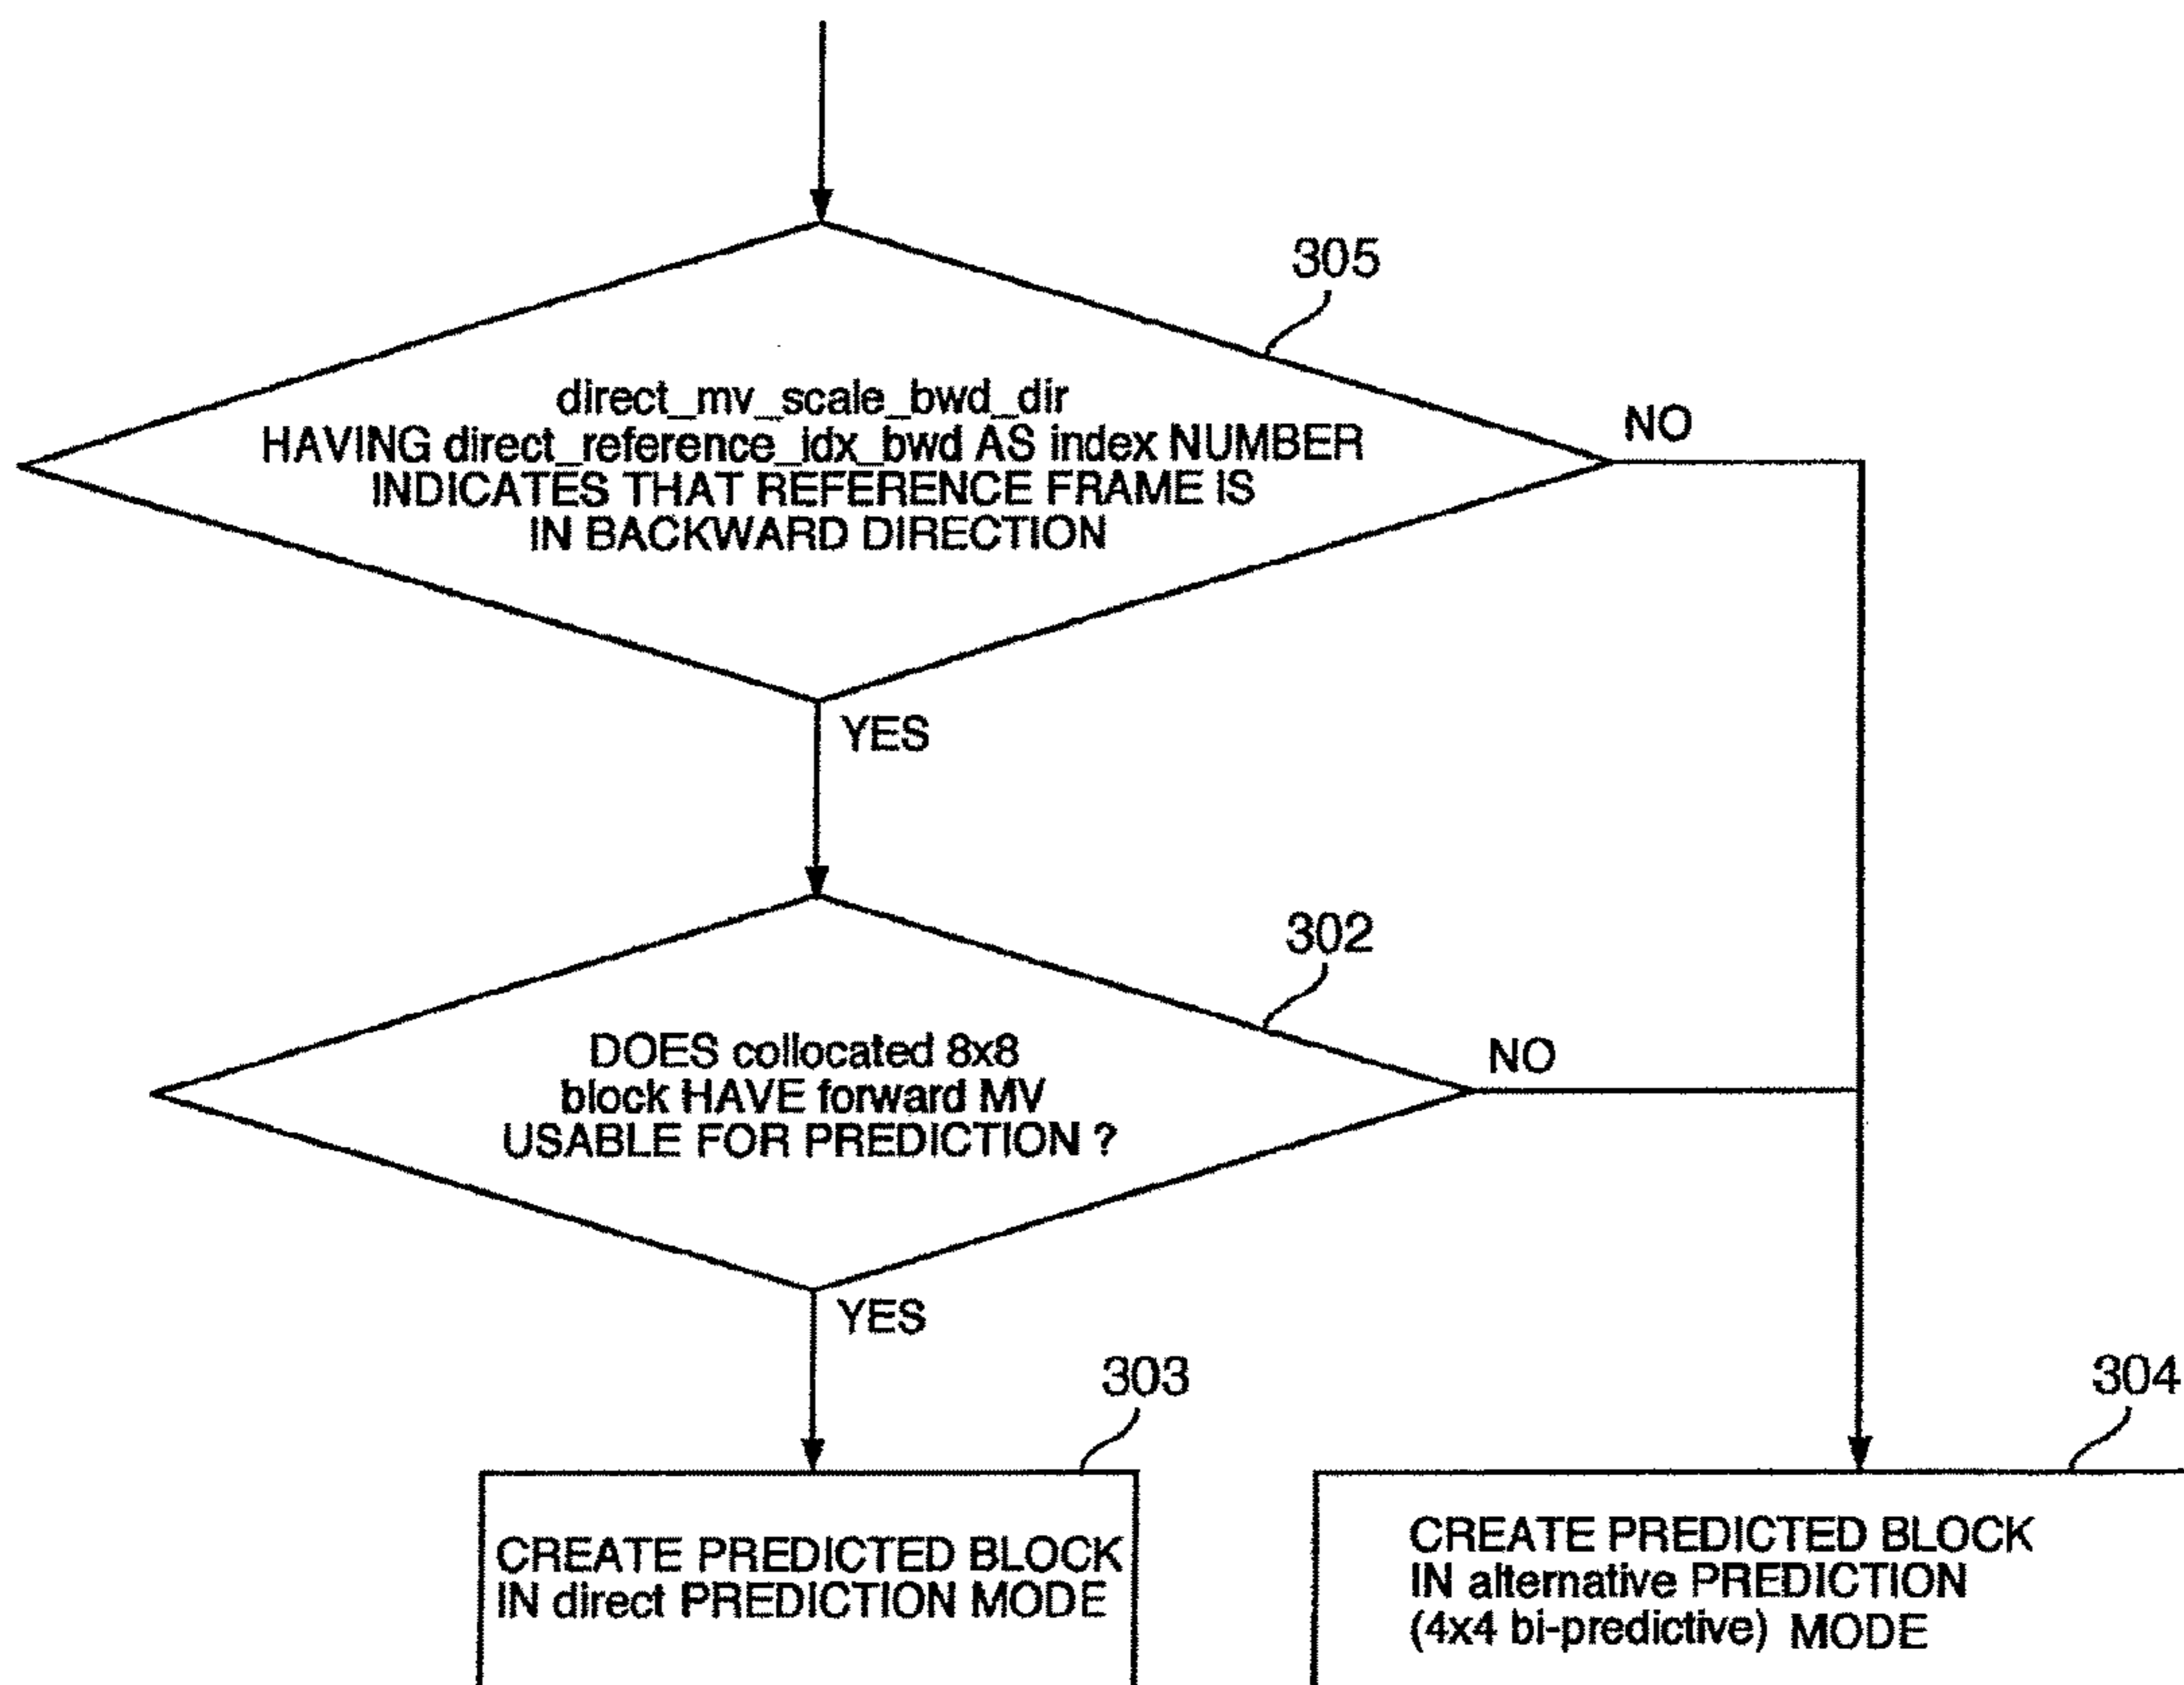 305
direct_mv_scale_bwd_dir
HAVING direct_reference_idx_bwd AS index NUMBER
INDICATES THAT REFERENCE FRAME IS
IN BACKWARD DIRECTION
NO
YES
302
DOES collocated 8x8
block HAVE forward MV
USABLE FOR PREDICTION ?
NO
YES
303
CREATE PREDICTED BLOCK
IN direct PREDICTION MODE
304
CREATE PREDICTED BLOCK
IN alternative PREDICTION
(4x4 bi-predictive) MODE